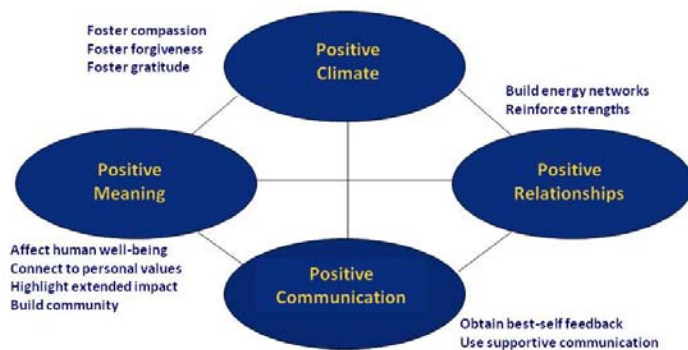 Foster compassion
Foster forgiveness
Foster gratitude
Positive
Climate
Build energy networks
Reinforce strengths
Positive
Meaning
Positive
Relationships
Affect human well-being
Connect to personal values
Highlight extended impact
Build community
Positive
Communication
Obtain best-self feedback
Use supportive communication